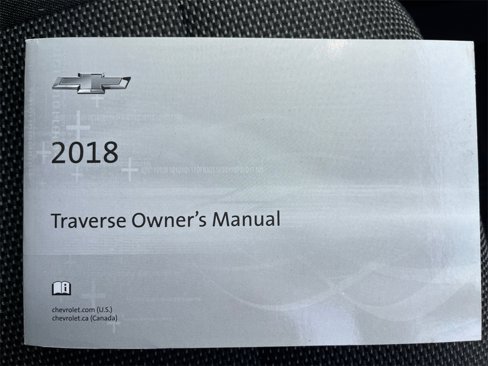 2018
Traverse Owner's Manual
chevrolet.com (U.S.)
chevrolet.ca (Canada)